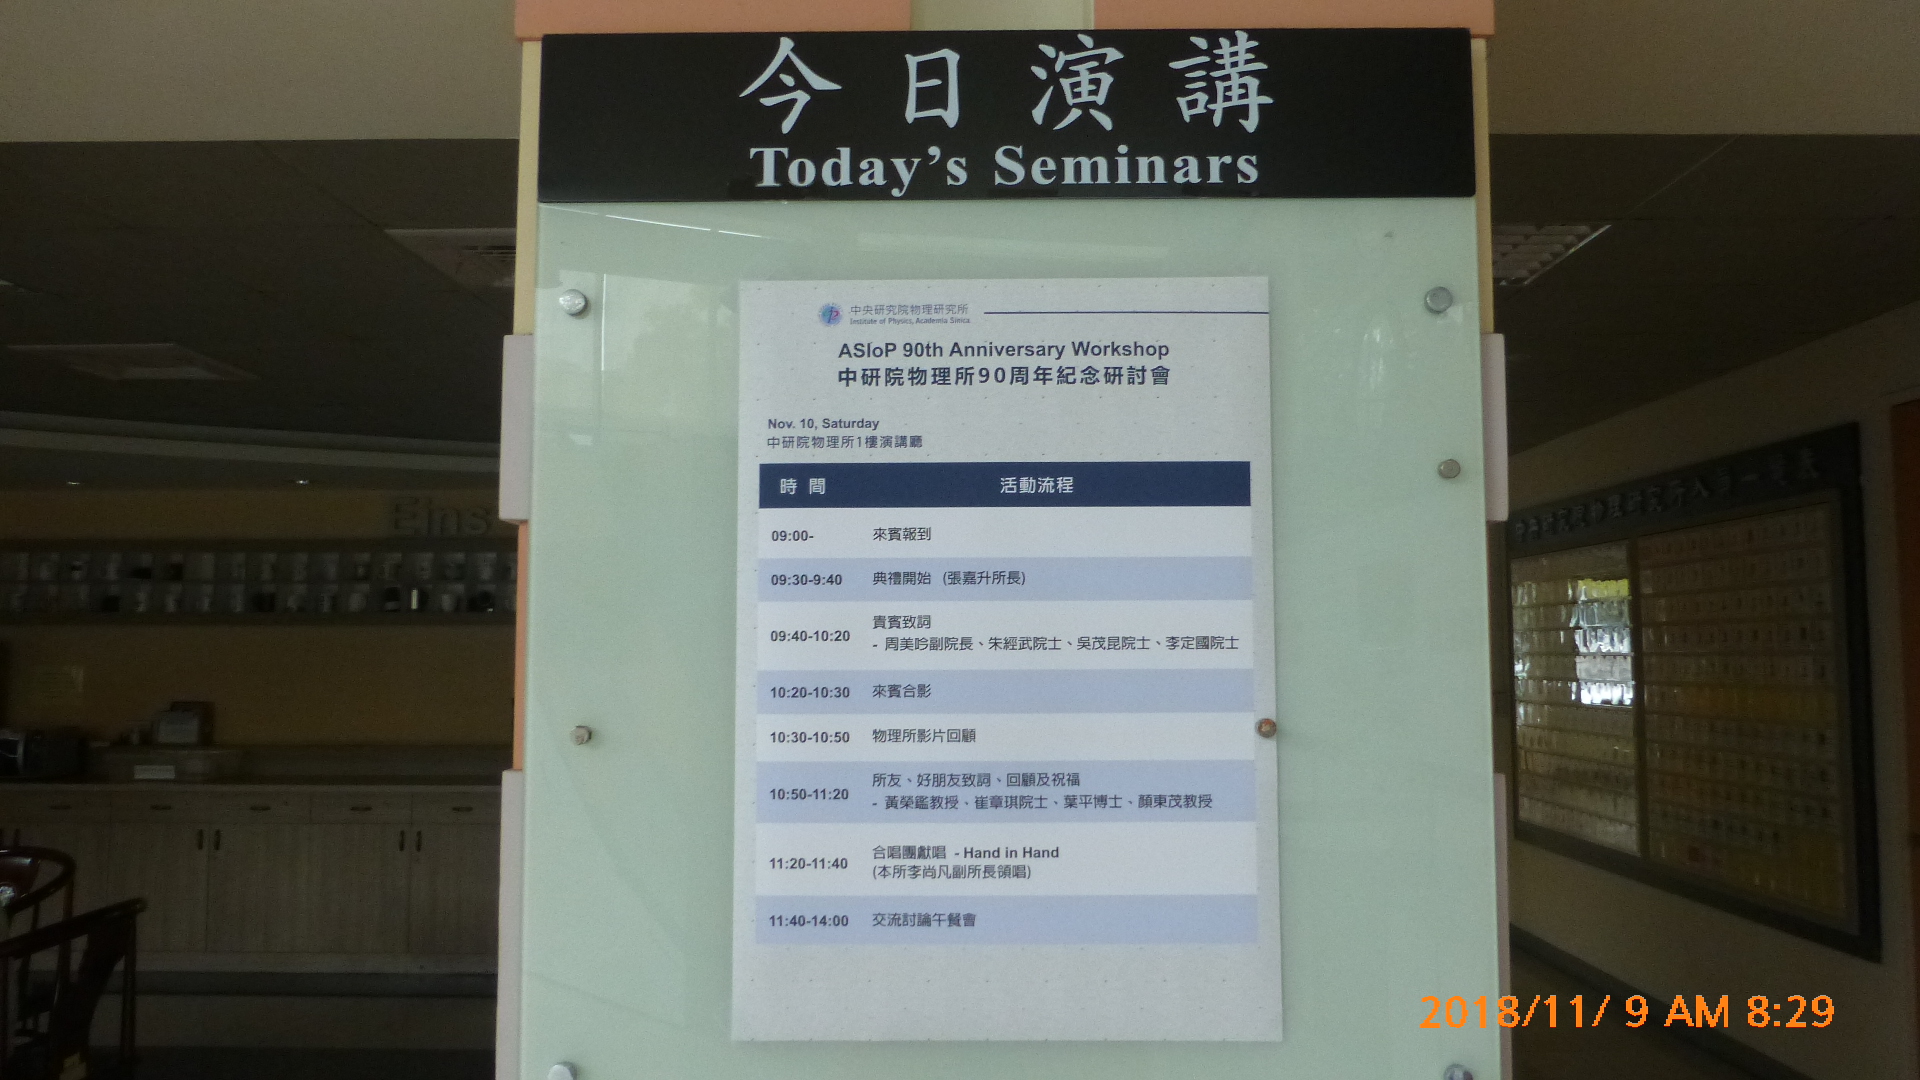 今日演講
Today's Seminars
中央研究院物理研究所
Institute of Physics, Academia Sinica
ASIoP 90th Anniversary Workshop
中研院物理所90周年紀念研討會
Nov. 10, Saturday
中研院物理所1樓演講廳
時 間 活動流程
09:00- 來賓報到
09:30-9:40 典禮開始 (張嘉升所長)
09:40-10:20 貴賓致詞
- 周美吟副院長、朱經武院士、吳茂昆院士、李定國院士
10:20-10:30 來賓合影
10:30-10:50 物理所影片回顧
10:50-11:20 所友、好朋友致詞、回顧及祝福
- 黃榮鑑教授、崔章琪院士、葉平博士、顏東茂教授
11:20-11:40 合唱團獻唱 - Hand in Hand
(本所李尚凡副所長領唱)
11:40-14:00 交流討論午餐會
Eins
2018/11/ 9 AM 8:29